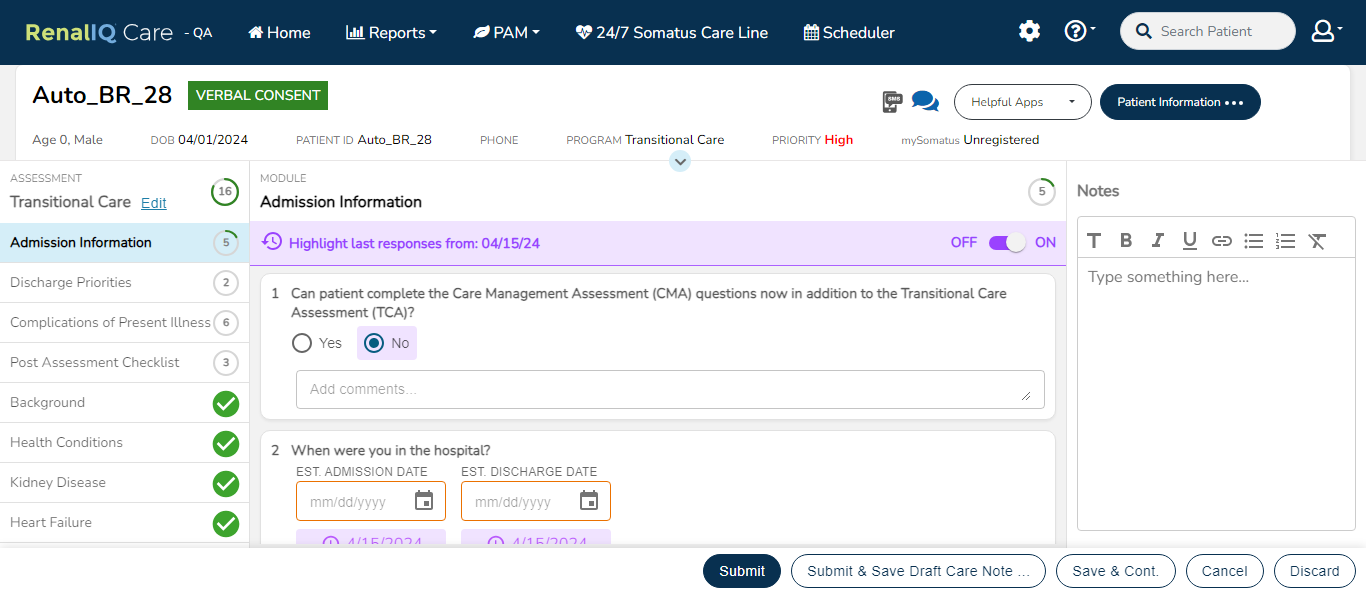 RenalIQ Care - QA Home Reports PAM 24/7 Somatus Care Line Scheduler Search Patient
Auto_BR_28 VERBAL CONSENT
SMS Helpful Apps Patient Information •••
Age 0, Male DOB 04/01/2024 PATIENT ID Auto_BR_28 PHONE PROGRAM Transitional Care PRIORITY High mySomatus Unregistered
ASSESSMENT
Transitional Care Edit 16
Admission Information 5
Discharge Priorities 2
Complications of Present Illness 6
Post Assessment Checklist 3
Background
Health Conditions
Kidney Disease
Heart Failure
MODULE
Admission Information 5
Highlight last responses from: 04/15/24 OFF ON
1 Can patient complete the Care Management Assessment (CMA) questions now in addition to the Transitional Care
Assessment (TCA)?
Yes No
Add comments...
2 When were you in the hospital?
EST. ADMISSION DATE EST. DISCHARGE DATE
mm/dd/yyyy mm/dd/yyyy
4/15/2024 4/15/2024
Notes
T B I U
Type something here...
Submit Submit & Save Draft Care Note ... Save & Cont. Cancel Discard